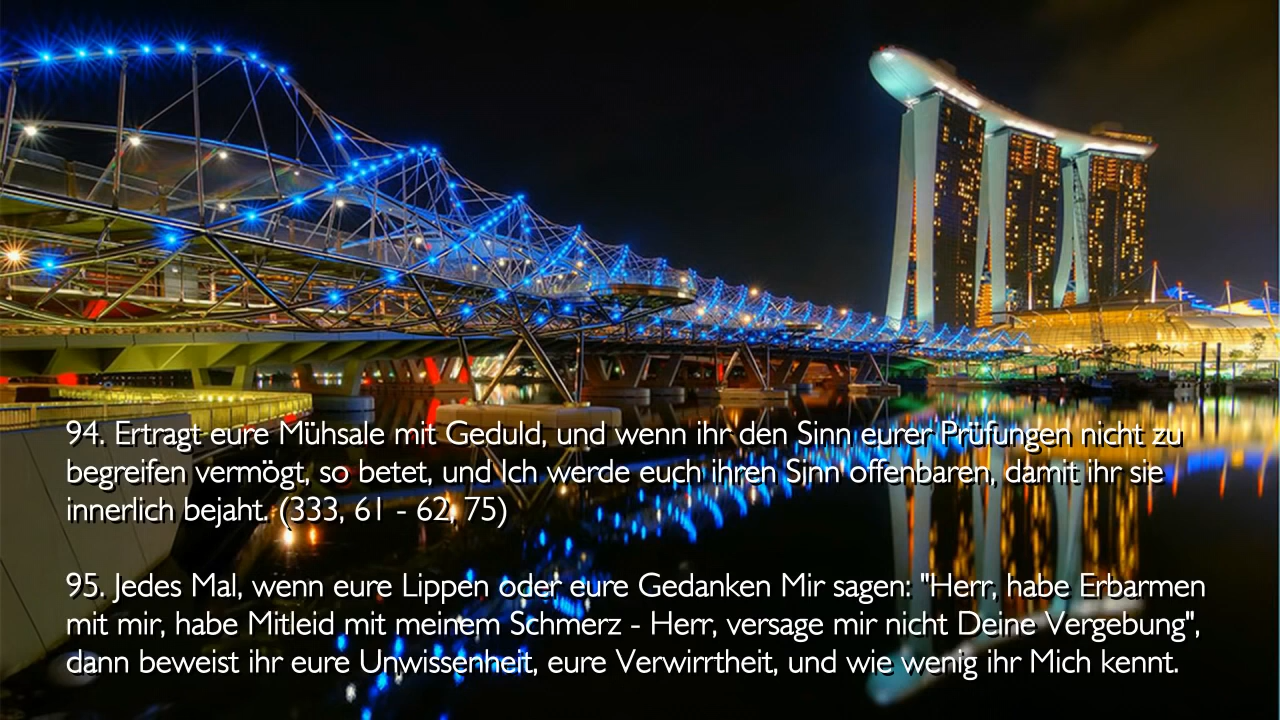 94. Ertragt eure Mühsale mit Geduld, und wenn ihr den Sinn eurer Prüfungen nicht zu
begreifen vermögt, so betet, und Ich werde euch ihren Sinn offenbaren, damit ihr sie
innerlich bejaht. (333, 61 - 62, 75)
95. Jedes Mal, wenn eure Lippen oder eure Gedanken Mir sagen: "Herr, habe Erbarmen
mit mir, habe Mitleid mit meinem Schmerz - Herr, versage mir nicht Deine Vergebung",
dann beweist ihr eure Unwissenheit, eure Verwirrtheit, und wie wenig ihr Mich kennt.